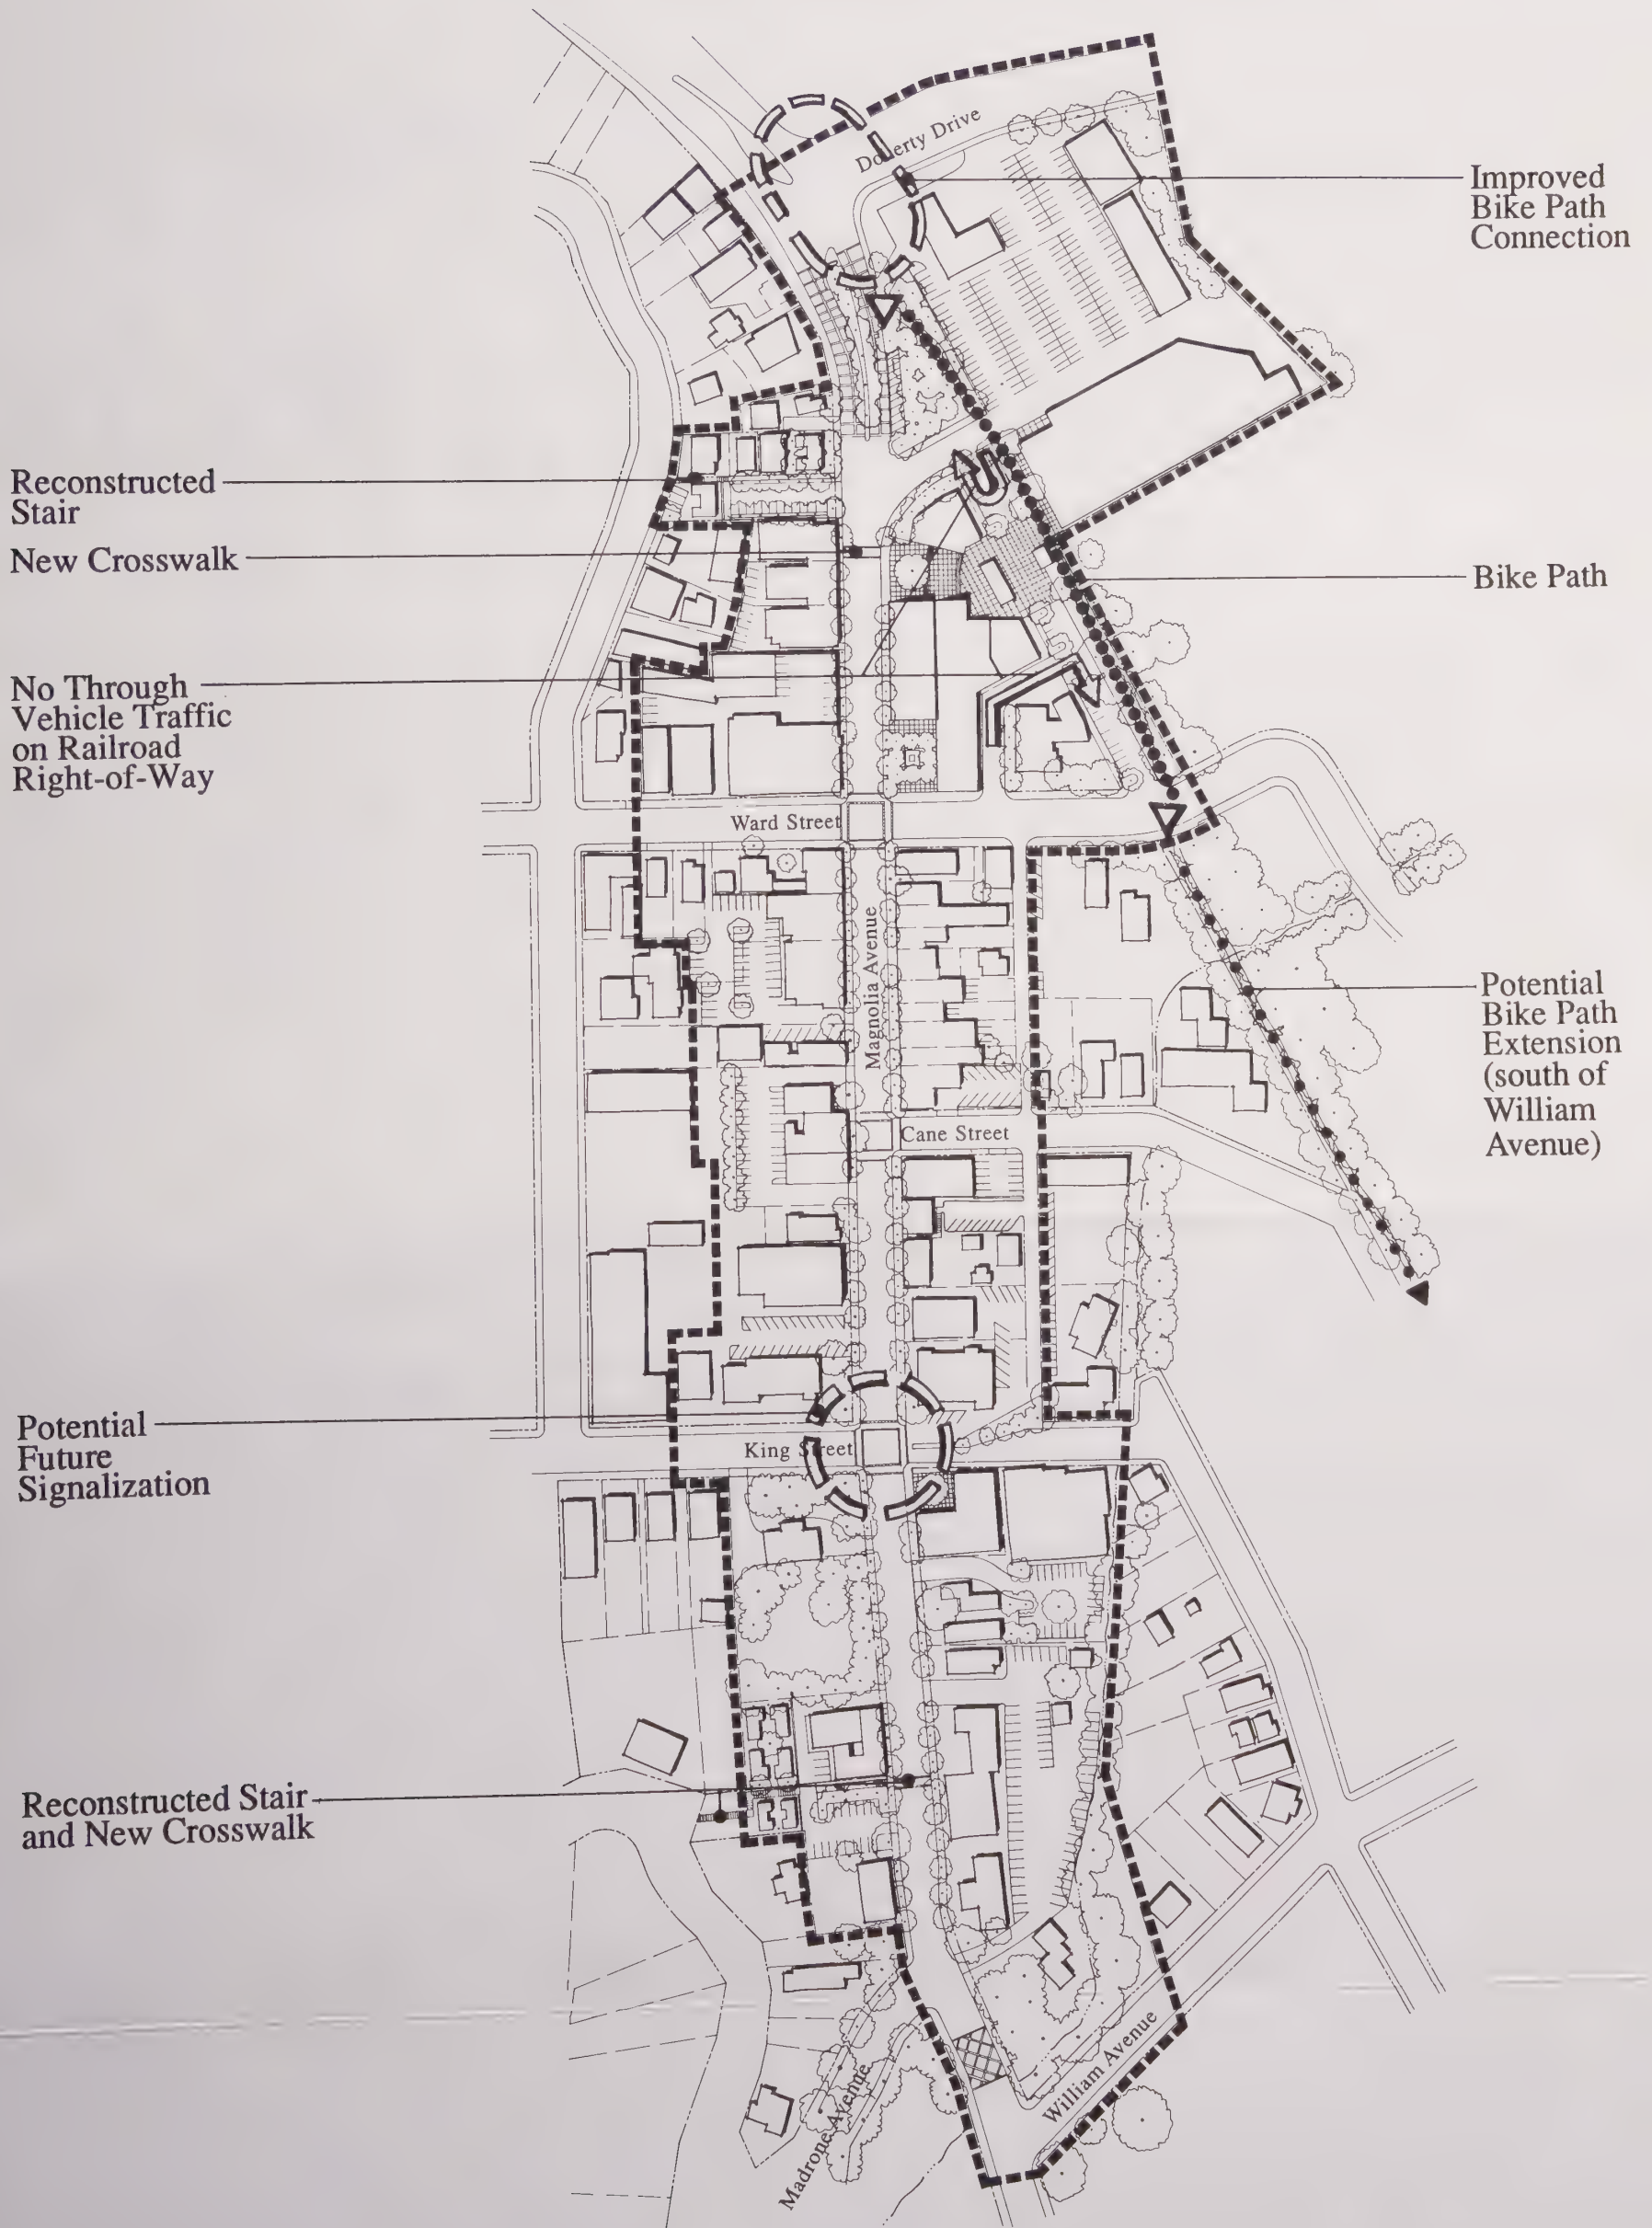 Doherty Drive
Improved
Bike Path
Connection
Reconstructed
Stair
New Crosswalk
Bike Path
No Through
Vehicle Traffic
on Railroad
Right-of-Way
Ward Street
Magnolia Avenue
Potential
Bike Path
Extension
(south of
William
Avenue)
Cane Street
Potential
Future
Signalization
King Street
Reconstructed Stair
and New Crosswalk
William Avenue
Madrone Avenue